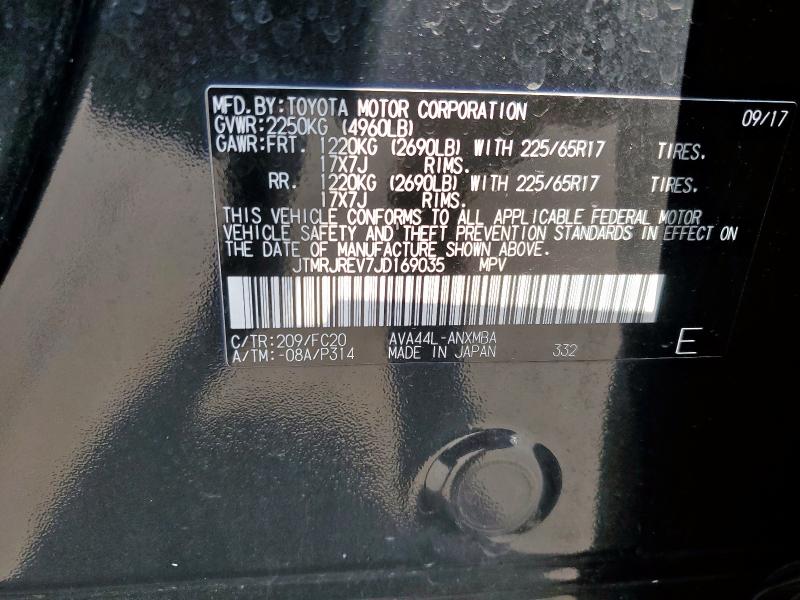 MFD.BY:TOYOTA MOTOR CORPORATION 09/17
GVWR:2250KG (4960LB)
GAWR:FRT. 1220KG (2690LB) WITH 225/65R17 TIRES.
17X7J RIMS.
RR. 1220KG (2690LB) WITH 225/65R17 TIRES.
17X7J RIMS.
THIS VEHICLE CONFORMS TO ALL APPLICABLE FEDERAL MOTOR
VEHICLE SAFETY AND THEFT PREVENTION STANDARDS IN EFFECT ON
THE DATE OF MANUFACTURE SHOWN ABOVE.
JTMRJREV7JD169035 MPV
C/TR:209/FC20 AVA44L-ANXMBA
A/TM:-08A/P314 MADE IN JAPAN 332 E